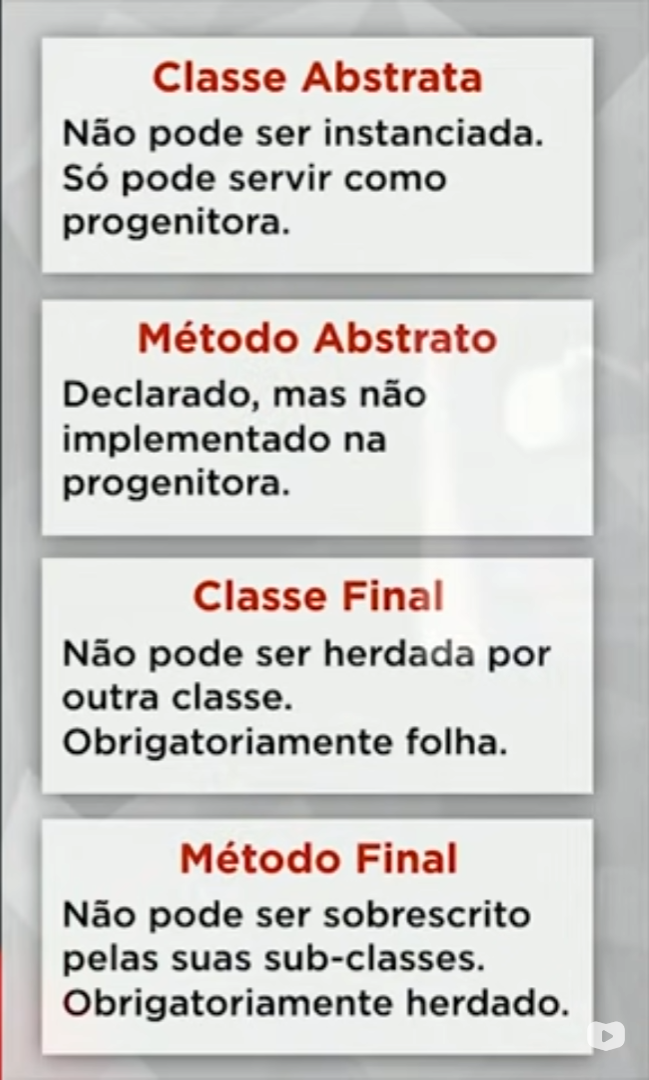 Classe Abstrata
Não pode ser instanciada.
Só pode servir como
progenitora.
Método Abstrato
Declarado, mas não
implementado na
progenitora.
Classe Final
Não pode ser herdada por
outra classe.
Obrigatoriamente folha.
Método Final
Não pode ser sobrescrito
pelas suas sub-classes.
Obrigatoriamente herdado.